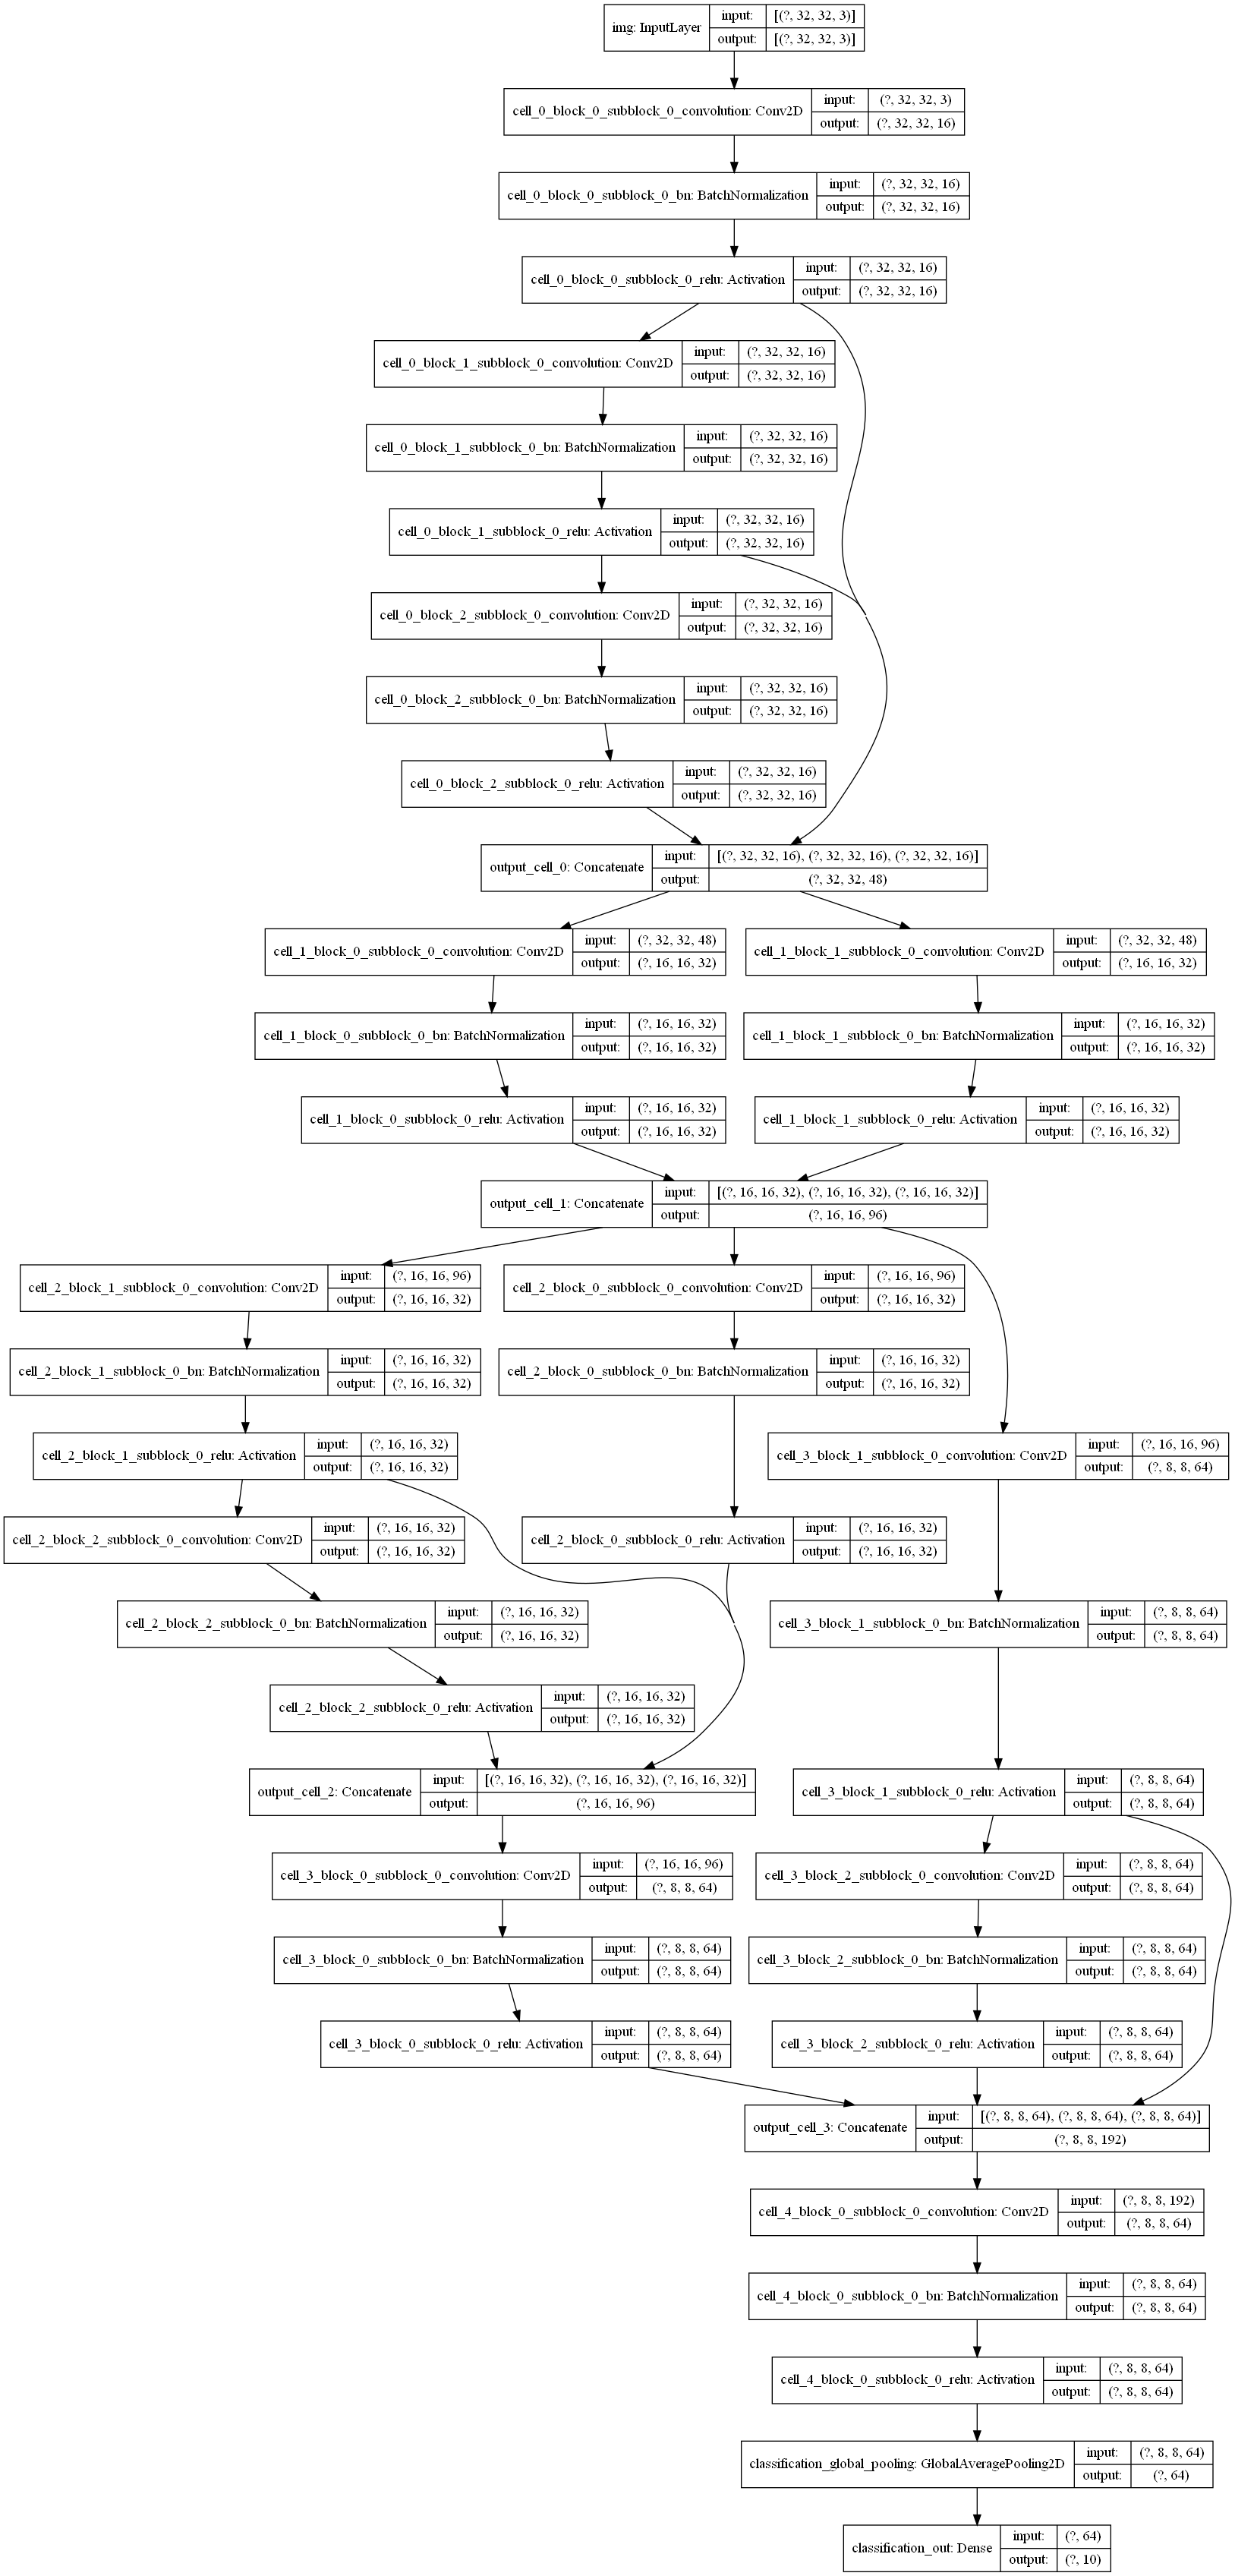 img: InputLayer input: [(?, 32, 32, 3)]
output: [(?, 32, 32, 3)]
cell_0_block_0_subblock_0_convolution: Conv2D input: (?, 32, 32, 3)
output: (?, 32, 32, 16)
cell_0_block_0_subblock_0_bn: BatchNormalization input: (?, 32, 32, 16)
output: (?, 32, 32, 16)
cell_0_block_0_subblock_0_relu: Activation input: (?, 32, 32, 16)
output: (?, 32, 32, 16)
cell_0_block_1_subblock_0_convolution: Conv2D input: (?, 32, 32, 16)
output: (?, 32, 32, 16)
cell_0_block_1_subblock_0_bn: BatchNormalization input: (?, 32, 32, 16)
output: (?, 32, 32, 16)
cell_0_block_1_subblock_0_relu: Activation input: (?, 32, 32, 16)
output: (?, 32, 32, 16)
cell_0_block_2_subblock_0_convolution: Conv2D input: (?, 32, 32, 16)
output: (?, 32, 32, 16)
cell_0_block_2_subblock_0_bn: BatchNormalization input: (?, 32, 32, 16)
output: (?, 32, 32, 16)
cell_0_block_2_subblock_0_relu: Activation input: (?, 32, 32, 16)
output: (?, 32, 32, 16)
output_cell_0: Concatenate input: [(?, 32, 32, 16), (?, 32, 32, 16), (?, 32, 32, 16)]
output: (?, 32, 32, 48)
cell_1_block_0_subblock_0_convolution: Conv2D input: (?, 32, 32, 48)
output: (?, 16, 16, 32)
cell_1_block_1_subblock_0_convolution: Conv2D input: (?, 32, 32, 48)
output: (?, 16, 16, 32)
cell_1_block_0_subblock_0_bn: BatchNormalization input: (?, 16, 16, 32)
output: (?, 16, 16, 32)
cell_1_block_1_subblock_0_bn: BatchNormalization input: (?, 16, 16, 32)
output: (?, 16, 16, 32)
cell_1_block_0_subblock_0_relu: Activation input: (?, 16, 16, 32)
output: (?, 16, 16, 32)
cell_1_block_1_subblock_0_relu: Activation input: (?, 16, 16, 32)
output: (?, 16, 16, 32)
output_cell_1: Concatenate input: [(?, 16, 16, 32), (?, 16, 16, 32), (?, 16, 16, 32)]
output: (?, 16, 16, 96)
cell_2_block_1_subblock_0_convolution: Conv2D input: (?, 16, 16, 96)
output: (?, 16, 16, 32)
cell_2_block_0_subblock_0_convolution: Conv2D input: (?, 16, 16, 96)
output: (?, 16, 16, 32)
cell_2_block_1_subblock_0_bn: BatchNormalization input: (?, 16, 16, 32)
output: (?, 16, 16, 32)
cell_2_block_0_subblock_0_bn: BatchNormalization input: (?, 16, 16, 32)
output: (?, 16, 16, 32)
cell_2_block_1_subblock_0_relu: Activation input: (?, 16, 16, 32)
output: (?, 16, 16, 32)
cell_3_block_1_subblock_0_convolution: Conv2D input: (?, 16, 16, 96)
output: (?, 8, 8, 64)
cell_2_block_2_subblock_0_convolution: Conv2D input: (?, 16, 16, 32)
output: (?, 16, 16, 32)
cell_2_block_0_subblock_0_relu: Activation input: (?, 16, 16, 32)
output: (?, 16, 16, 32)
cell_2_block_2_subblock_0_bn: BatchNormalization input: (?, 16, 16, 32)
output: (?, 16, 16, 32)
cell_3_block_1_subblock_0_bn: BatchNormalization input: (?, 8, 8, 64)
output: (?, 8, 8, 64)
cell_2_block_2_subblock_0_relu: Activation input: (?, 16, 16, 32)
output: (?, 16, 16, 32)
output_cell_2: Concatenate input: [(?, 16, 16, 32), (?, 16, 16, 32), (?, 16, 16, 32)]
output: (?, 16, 16, 96)
cell_3_block_1_subblock_0_relu: Activation input: (?, 8, 8, 64)
output: (?, 8, 8, 64)
cell_3_block_0_subblock_0_convolution: Conv2D input: (?, 16, 16, 96)
output: (?, 8, 8, 64)
cell_3_block_2_subblock_0_convolution: Conv2D input: (?, 8, 8, 64)
output: (?, 8, 8, 64)
cell_3_block_0_subblock_0_bn: BatchNormalization input: (?, 8, 8, 64)
output: (?, 8, 8, 64)
cell_3_block_2_subblock_0_bn: BatchNormalization input: (?, 8, 8, 64)
output: (?, 8, 8, 64)
cell_3_block_0_subblock_0_relu: Activation input: (?, 8, 8, 64)
output: (?, 8, 8, 64)
cell_3_block_2_subblock_0_relu: Activation input: (?, 8, 8, 64)
output: (?, 8, 8, 64)
output_cell_3: Concatenate input: [(?, 8, 8, 64), (?, 8, 8, 64), (?, 8, 8, 64)]
output: (?, 8, 8, 192)
cell_4_block_0_subblock_0_convolution: Conv2D input: (?, 8, 8, 192)
output: (?, 8, 8, 64)
cell_4_block_0_subblock_0_bn: BatchNormalization input: (?, 8, 8, 64)
output: (?, 8, 8, 64)
cell_4_block_0_subblock_0_relu: Activation input: (?, 8, 8, 64)
output: (?, 8, 8, 64)
classification_global_pooling: GlobalAveragePooling2D input: (?, 8, 8, 64)
output: (?, 64)
classification_out: Dense input: (?, 64)
output: (?, 10)